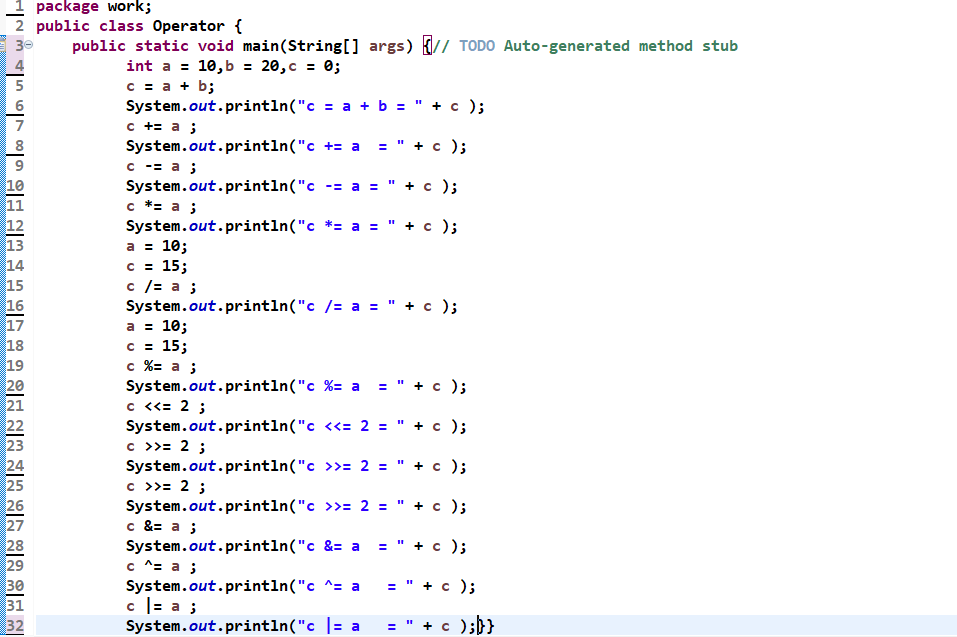 1 package work;
2 public class Operator {
3 public static void main(String[] args) {// TODO Auto-generated method stub
4 int a = 10,b = 20,c = 0;
5 c = a + b;
6 System.out.println("c = a + b = " + c );
7 c += a ;
8 System.out.println("c += a  = " + c );
9 c -= a ;
10 System.out.println("c -= a = " + c );
11 c *= a ;
12 System.out.println("c *= a = " + c );
13 a = 10;
14 c = 15;
15 c /= a ;
16 System.out.println("c /= a = " + c );
17 a = 10;
18 c = 15;
19 c %= a ;
20 System.out.println("c %= a  = " + c );
21 c <<= 2 ;
22 System.out.println("c <<= 2 = " + c );
23 c >>= 2 ;
24 System.out.println("c >>= 2 = " + c );
25 c >>= 2 ;
26 System.out.println("c >>= 2 = " + c );
27 c &= a ;
28 System.out.println("c &= a  = " + c );
29 c ^= a ;
30 System.out.println("c ^= a   = " + c );
31 c |= a ;
32 System.out.println("c |= a   = " + c );}}